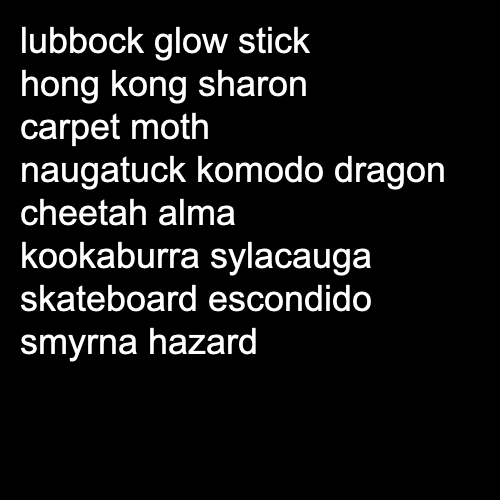 lubbock glow stick
hong kong sharon
carpet moth
naugatuck komodo dragon
cheetah alma
kookaburra sylacauga
skateboard escondido
smyrna hazard